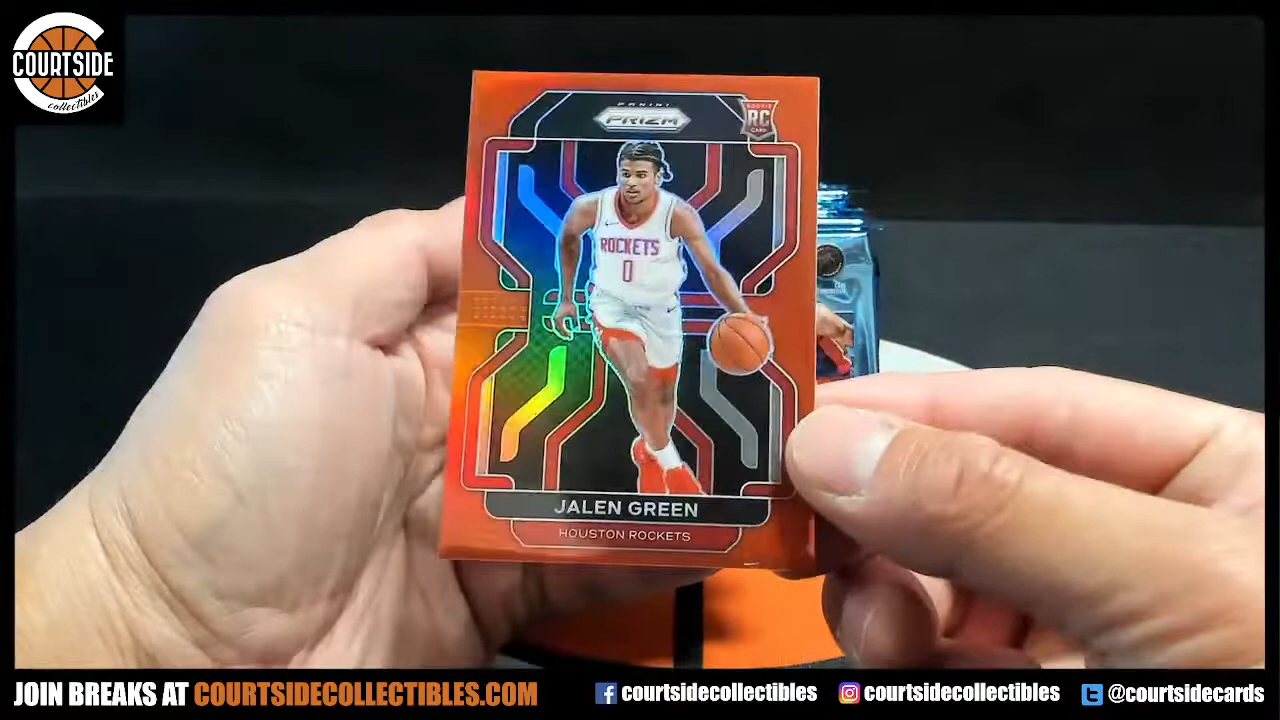 COURTSIDE
collectibles
PANINI
PRIZM
ROOKIE
RC
CARD
ROCKETS
0
JALEN GREEN
HOUSTON ROCKETS
JOIN BREAKS AT COURTSIDECOLLECTIBLES.COM
courtsidecollectibles
courtsidecollectibles
@courtsidecards